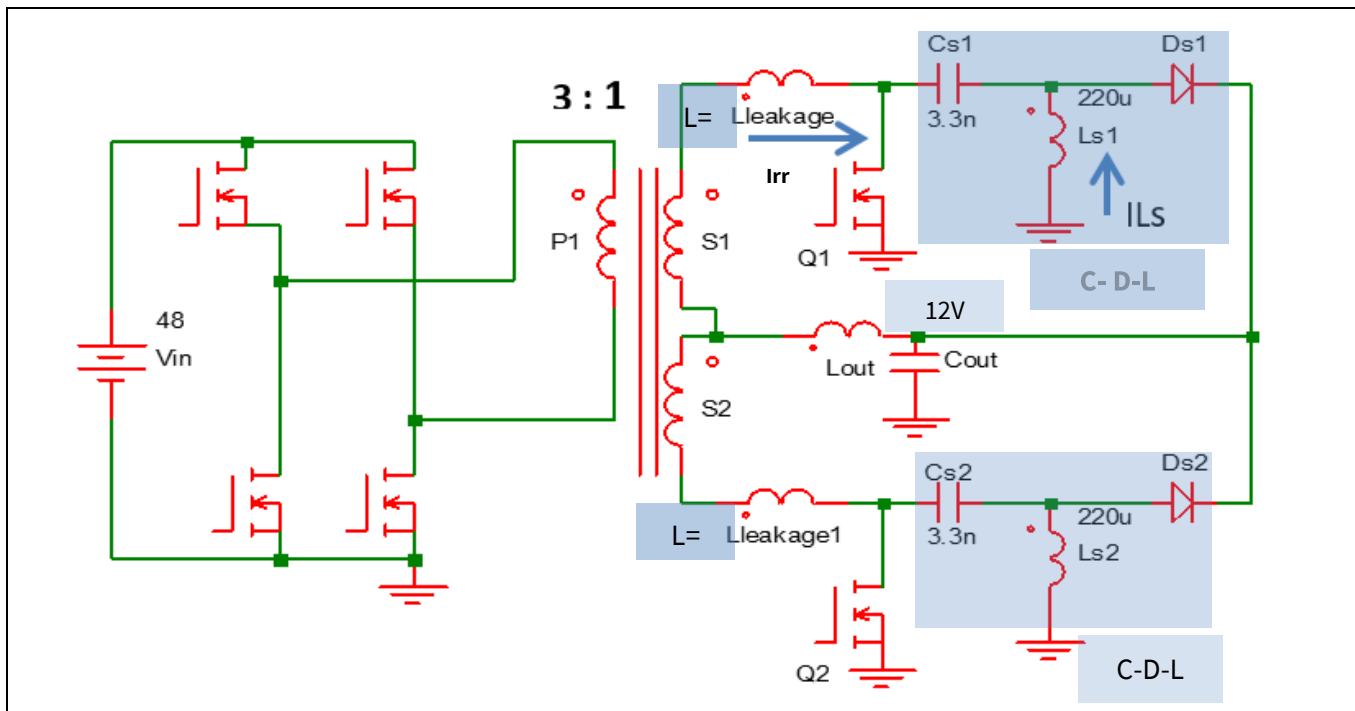 Cs1
Ds1
3 : 1
L=
Lleakage
3.3n
220u
Ls1
Irr
ILs
P1
S1
Q1
C- D-L
12V
48
Vin
Lout
Cout
S2
Cs2
Ds2
L=
Lleakage1
3.3n
220u
Ls2
Q2
C-D-L